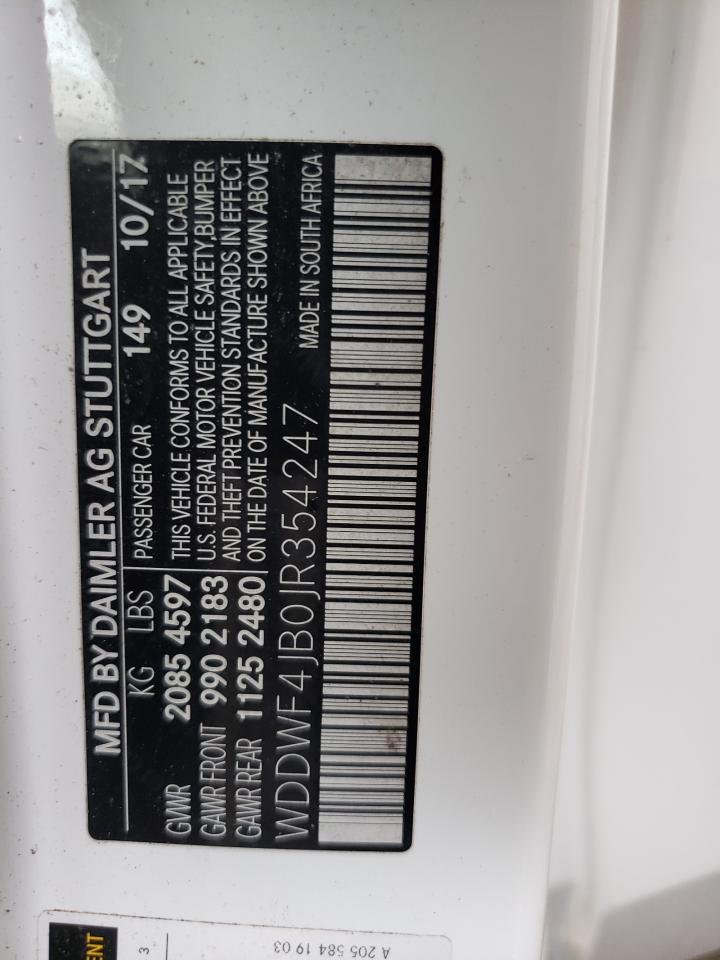 MFD BY DAIMLER AG STUTTGART
KG LBS PASSENGER CAR 149 10/17
GVWR 2085 4597 THIS VEHICLE CONFORMS TO ALL APPLICABLE
GAWR FRONT 990 2183 U.S. FEDERAL MOTOR VEHICLE SAFETY,BUMPER
GAWR REAR 1125 2480 AND THEFT PREVENTION STANDARDS IN EFFECT
ON THE DATE OF MANUFACTURE SHOWN ABOVE
WDDWF4JB0JR354247 MADE IN SOUTH AFRICA
3
A 205 584 19 03